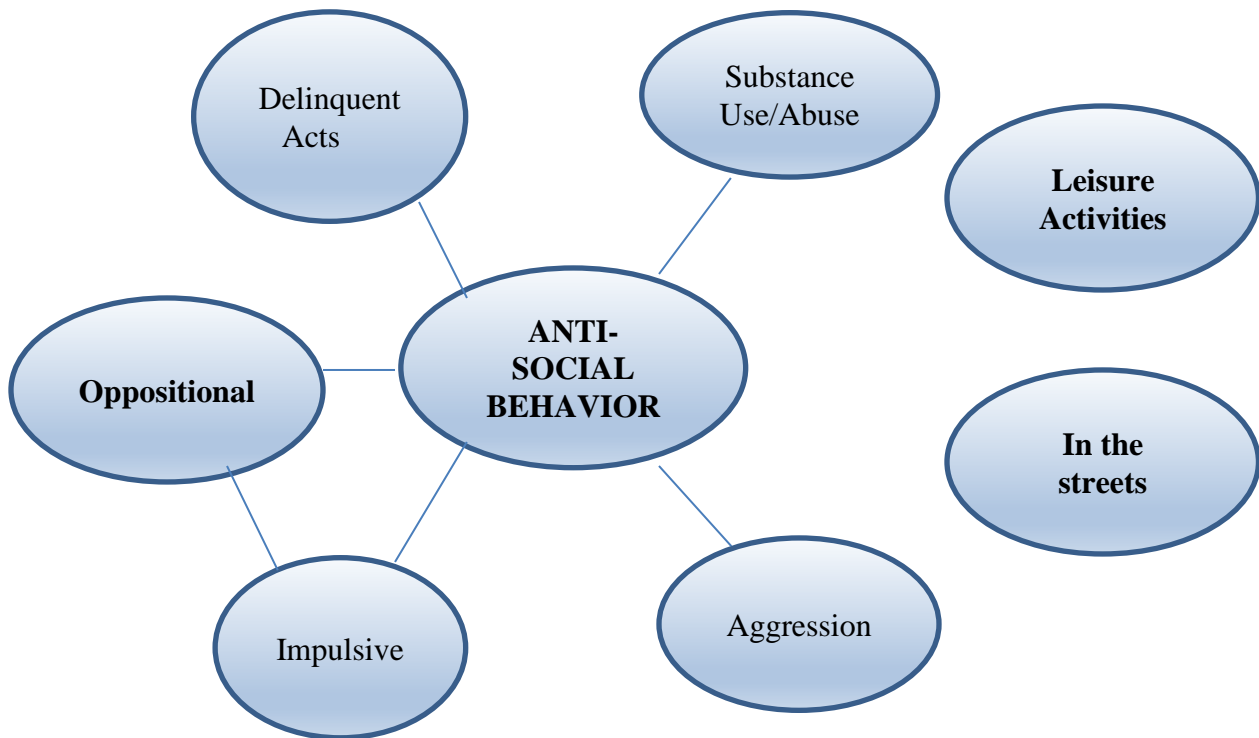 Delinquent
Acts
Substance
Use/Abuse
Leisure
Activities
ANTI-
SOCIAL
BEHAVIOR
Oppositional
In the
streets
Impulsive
Aggression